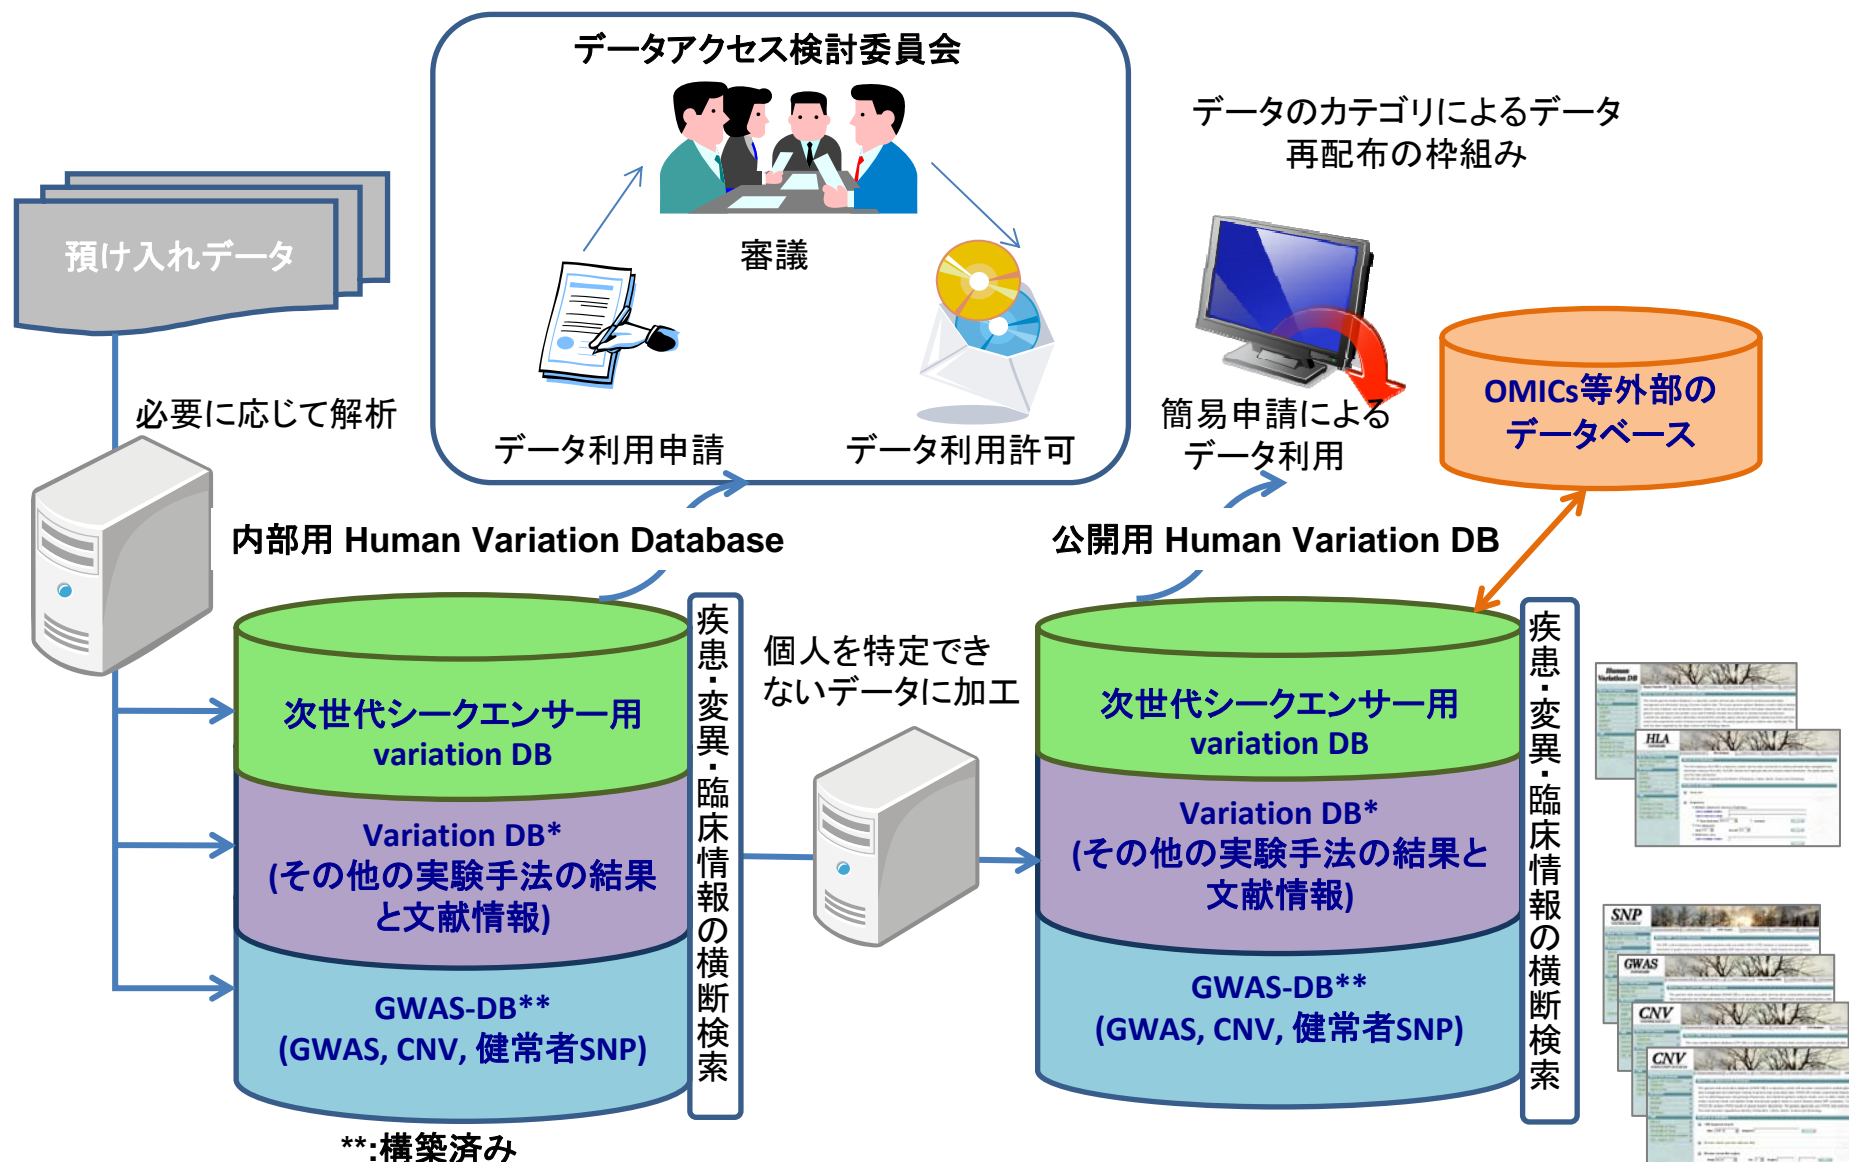 データアクセス検討委員会
審議
データ利用申請
データ利用許可
データのカテゴリによるデータ
再配布の枠組み
預け入れデータ
必要に応じて解析
簡易申請による
データ利用
OMICs等外部の
データベース
内部用 Human Variation Database
公開用 Human Variation DB
次世代シークエンサー用
variation DB
Variation DB*
(その他の実験手法の結果
と文献情報)
GWAS-DB**
(GWAS, CNV, 健常者SNP)
疾患・変異・臨床情報の横断検索
個人を特定でき
ないデータに加工
次世代シークエンサー用
variation DB
Variation DB*
(その他の実験手法の結果と
文献情報)
GWAS-DB**
(GWAS, CNV, 健常者SNP)
疾患・変異・臨床情報の横断検索
Human
Variation DB
HLA
SNP
GWAS
CNV
CNV
**:構築済み